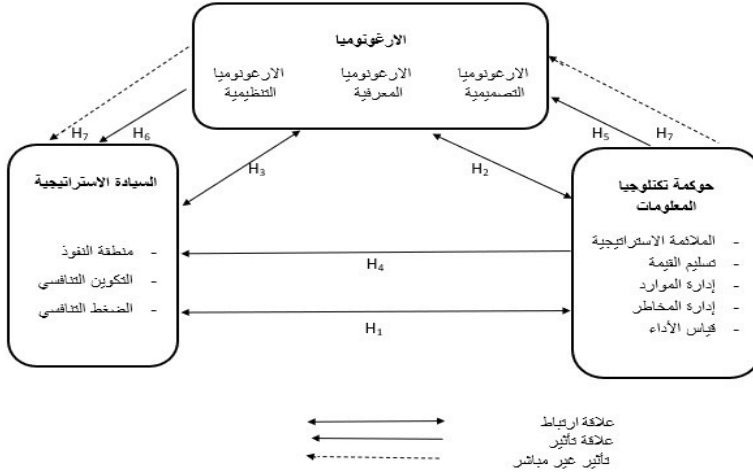 الارغونوميا
الارغونوميا
التصميمية
الارغونوميا
المعرفية
الارغونوميا
التنظيمية
H₇
H₅
H₆
H₇
H₂
H₃
حوكمة تكنلوجيا
المعلومات
- الملائمة الاستراتيجية
- تسليم القيمة
- إدارة الموارد
- إدارة المخاطر
- قياس الأداء
السيادة الاستراتيجية
- منطقة النفوذ
- التكوين التنافسي
- الضغط التنافسي
H₄
H₁
علاقة ارتباط
علاقة تأثير
تأثير غير مباشر